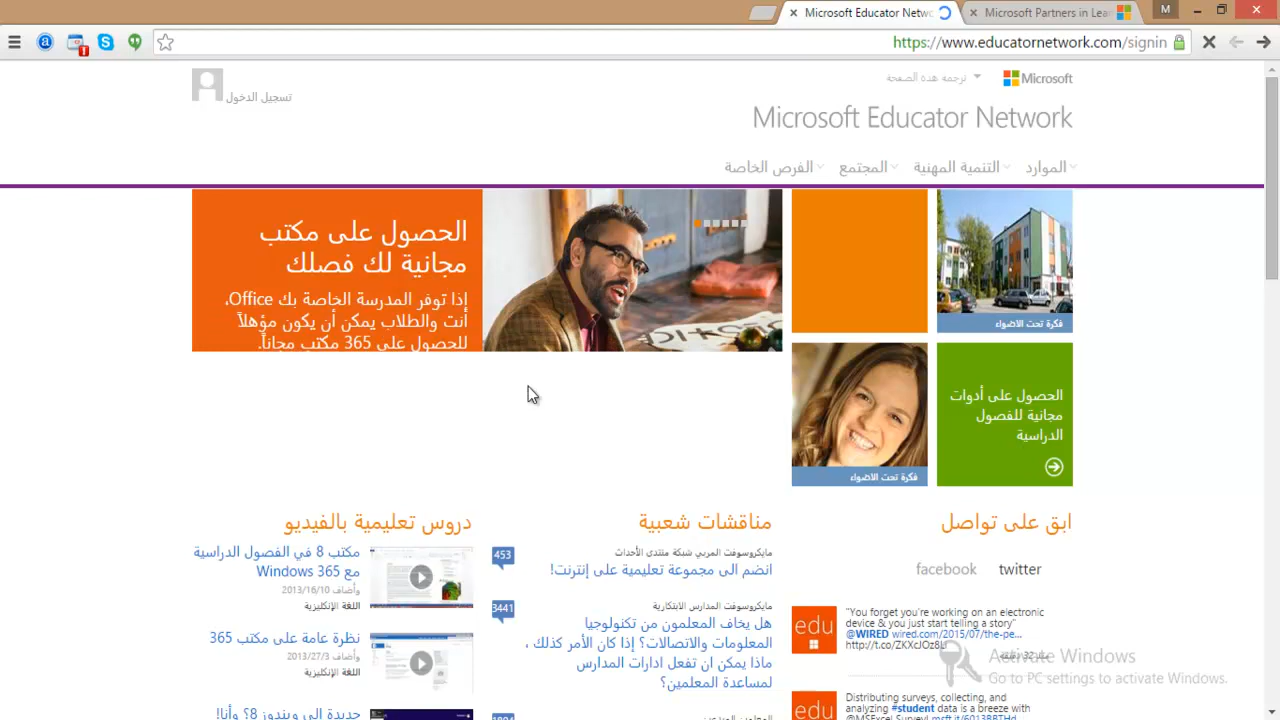 Microsoft Educator Netwo
Microsoft Partners in Lea
M
https://www.educatornetwork.com/signin
تسجيل الدخول
ترجمة هذه الصفحة
Microsoft
Microsoft Educator Network
الموارد
التنمية المهنية
المجتمع
الفرص الخاصة
الحصول على مكتب
مجانية لك فصلك
إذا توفر المدرسة الخاصة بك Office،
أنت والطلاب يمكن أن يكون مؤهلاً
للحصول على 365 مكتب مجاناً.
فكرة تحت الاضواء
فكرة تحت الاضواء
الحصول على أدوات
مجانية للفصول
الدراسية
ابق على تواصل
facebook
twitter
"You forget you're working on an electronic
device & you just start telling a story"
@WIRED wired.com/2015/07/the-pe...
edu
Distributing surveys, collecting, and
analyzing #student data is a breeze with
edu
مناقشات شعبية
453
مايكروسوفت المربي شبكة منتدى الأحداث
انضم الى مجموعة تعليمية على إنترنت!
3441
مايكروسوفت المدارس الابتكارية
هل يخاف المعلمون من تكنولوجيا
المعلومات والاتصالات؟ إذا كان الأمر كذلك ،
ماذا يمكن ان تفعل ادارات المدارس
لمساعدة المعلمين؟
دروس تعليمية بالفيديو
مكتب 8 في الفصول الدراسية
مع Windows 365
وأضاف 2013/16/10
اللغة الإنكليزية
نظرة عامة على مكتب 365
وأضاف 2013/27/3
اللغة الإنكليزية
جديدة إلى ويندوز 8؟ وأنا!
Activate Windows
Go to PC settings to activate Windows.